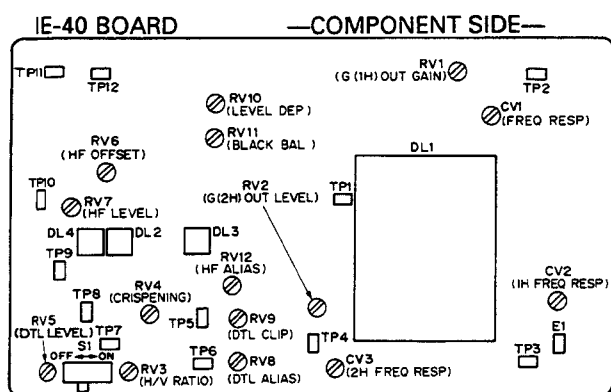 IE-40 BOARD —COMPONENT SIDE—
TP11
TP12
RV10
(LEVEL DEP)
RV11
(BLACK BAL)
RV1
(G(1H)OUT GAIN)
TP2
CV1
(FREQ RESP)
RV6
(HF OFFSET)
DL1
TP10
RV7
(HF LEVEL)
RV2
(G(2H)OUT LEVEL)
TP1
DL4
DL2
DL3
TP9
RV12
(HF ALIAS)
TP8
RV4
(CRISPENING)
TP5
RV9
(DTL CLIP)
CV2
(1H FREQ RESP)
RV5
(DTL LEVEL)
S1
OFF↔ON
TP7
RV3
(H/V RATIO)
TP6
RV8
(DTL ALIAS)
TP4
CV3
(2H FREQ RESP)
E1
TP3